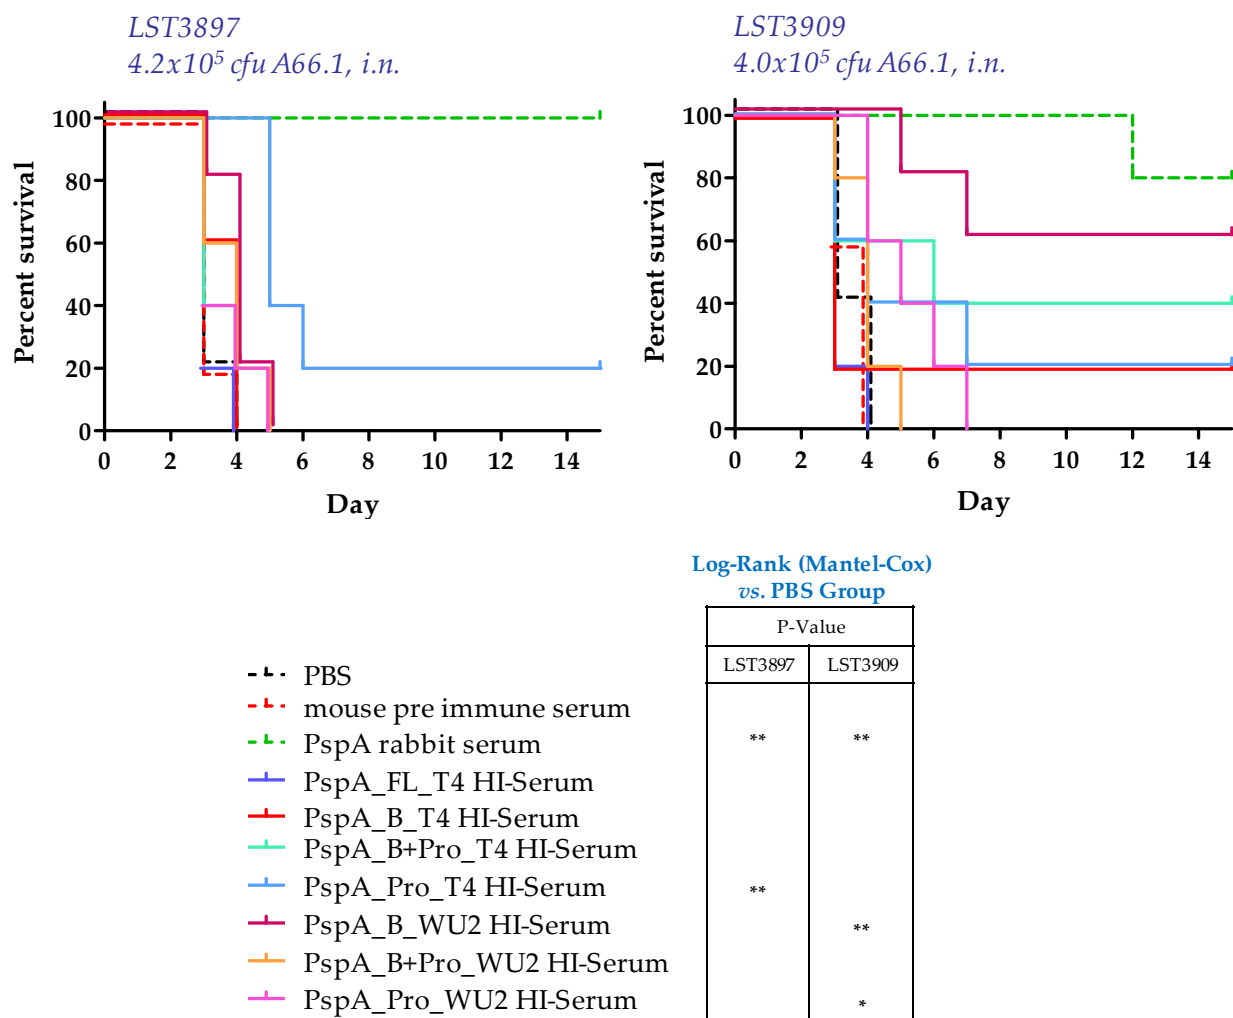 LST3897
4.2x10⁵ cfu A66.1, i.n.
LST3909
4.0x10⁵ cfu A66.1, i.n.
Percent survival
100
80
60
40
20
0
0 2 4 6 8 10 12 14
Day
Percent survival
100
80
60
40
20
0
0 2 4 6 8 10 12 14
Day
Log-Rank (Mantel-Cox)
vs. PBS Group
P-Value
LST3897 LST3909
PBS
mouse pre immune serum
PspA rabbit serum ** **
PspA_FL_T4 HI-Serum
PspA_B_T4 HI-Serum
PspA_B+Pro_T4 HI-Serum
PspA_Pro_T4 HI-Serum **
PspA_B_WU2 HI-Serum **
PspA_B+Pro_WU2 HI-Serum
PspA_Pro_WU2 HI-Serum *